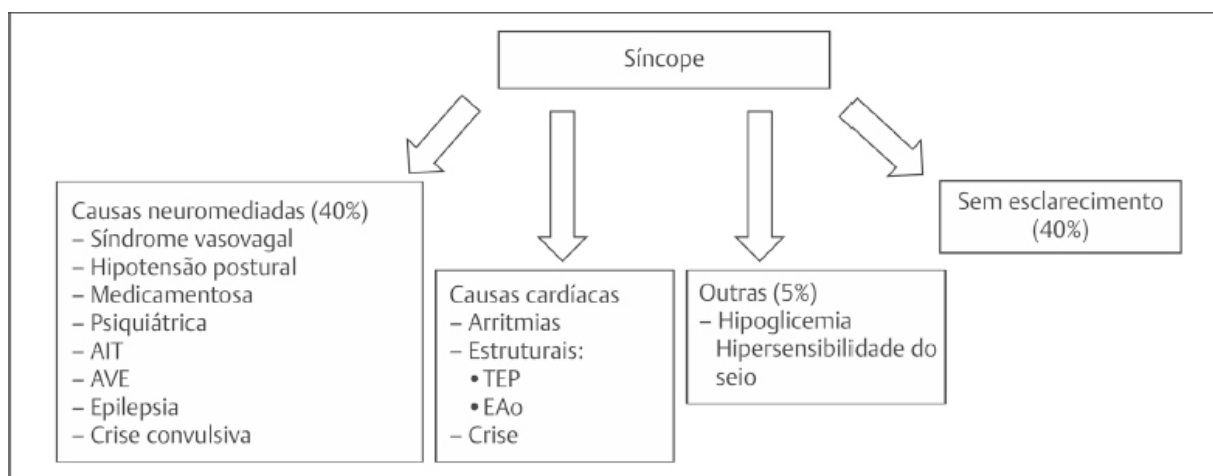 Síncope
Causas neuromediadas (40%)
– Síndrome vasovagal
– Hipotensão postural
– Medicamentosa
– Psiquiátrica
– AIT
– AVE
– Epilepsia
– Crise convulsiva
Causas cardíacas
– Arritmias
– Estruturais:
• TEP
• EAo
– Crise
Outras (5%)
– Hipoglicemia
Hipersensibilidade do
seio
Sem esclarecimento
(40%)